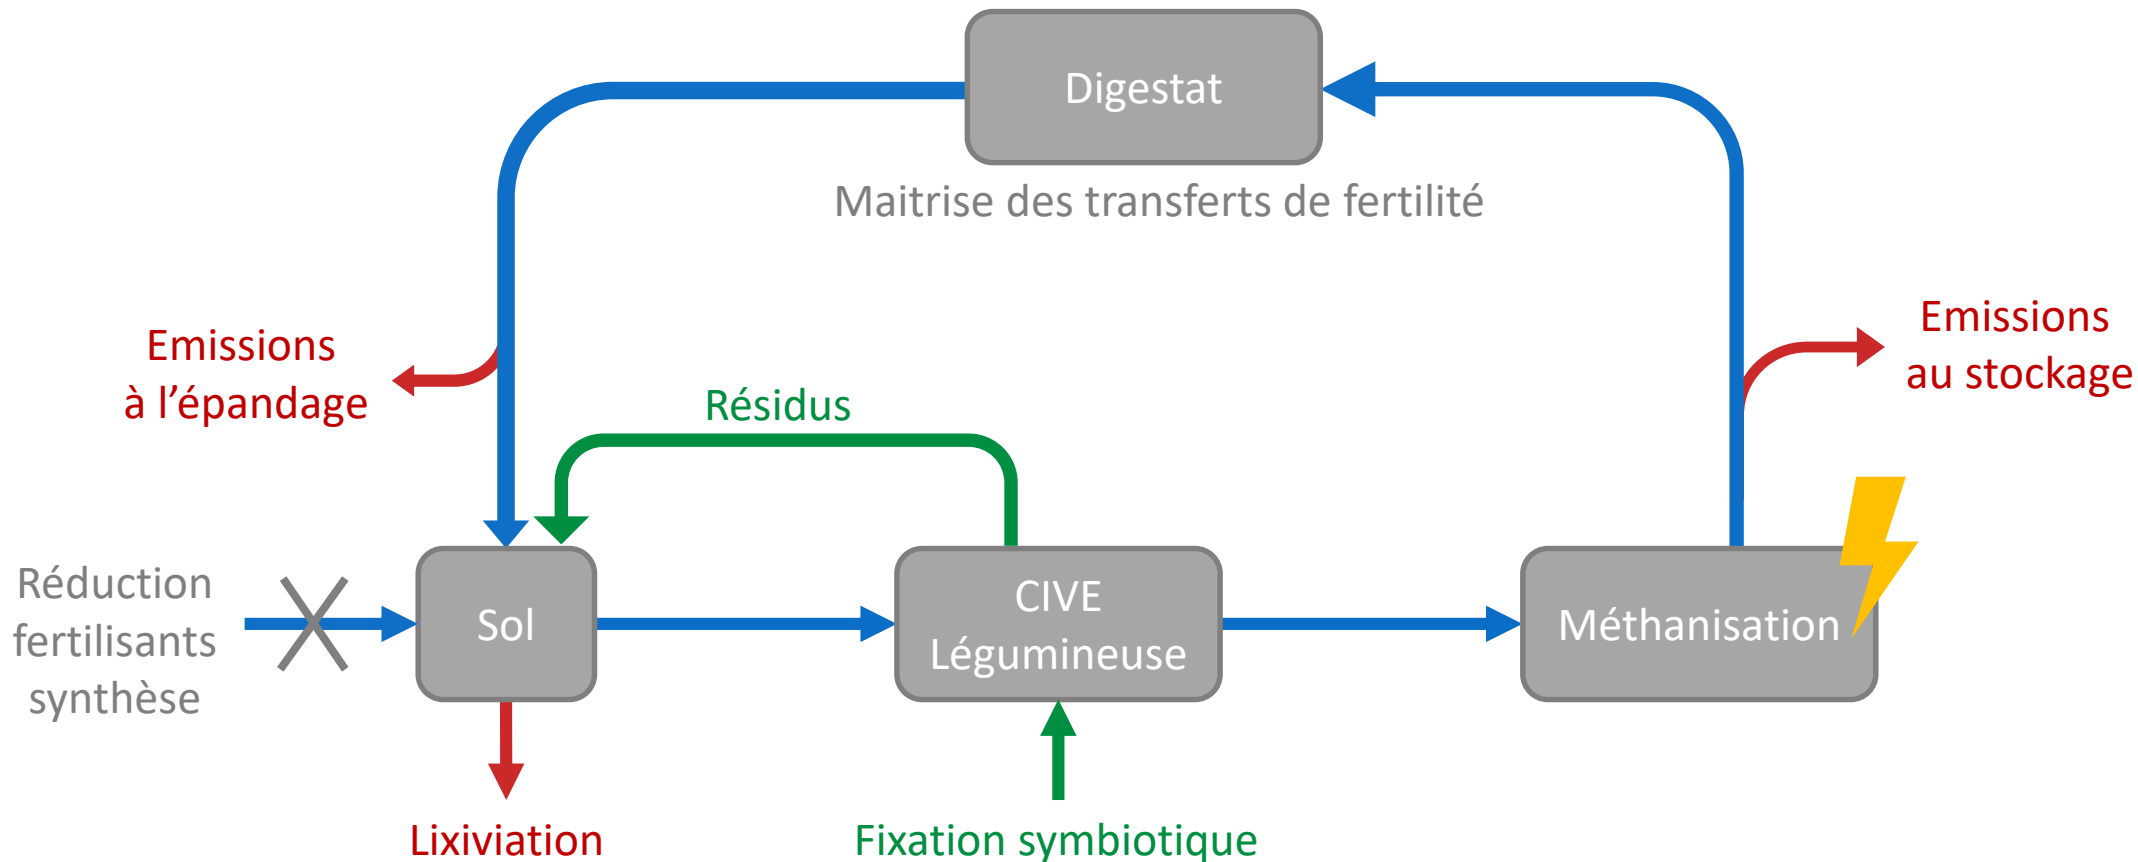 Digestat
Maitrise des transferts de fertilité
Emissions
à l’épandage
Emissions
au stockage
Résidus
Réduction
fertilisants
synthèse
Sol
CIVE
Légumineuse
Méthanisation
Lixiviation
Fixation symbiotique